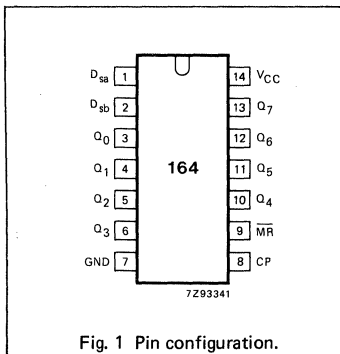 Dsa 1 14 VCC
Dsb 2 13 Q7
Q0 3 12 Q6
Q1 4 164 11 Q5
Q2 5 10 Q4
Q3 6 9 M̅R̅
GND 7 8 CP
7Z93341
Fig. 1 Pin configuration.